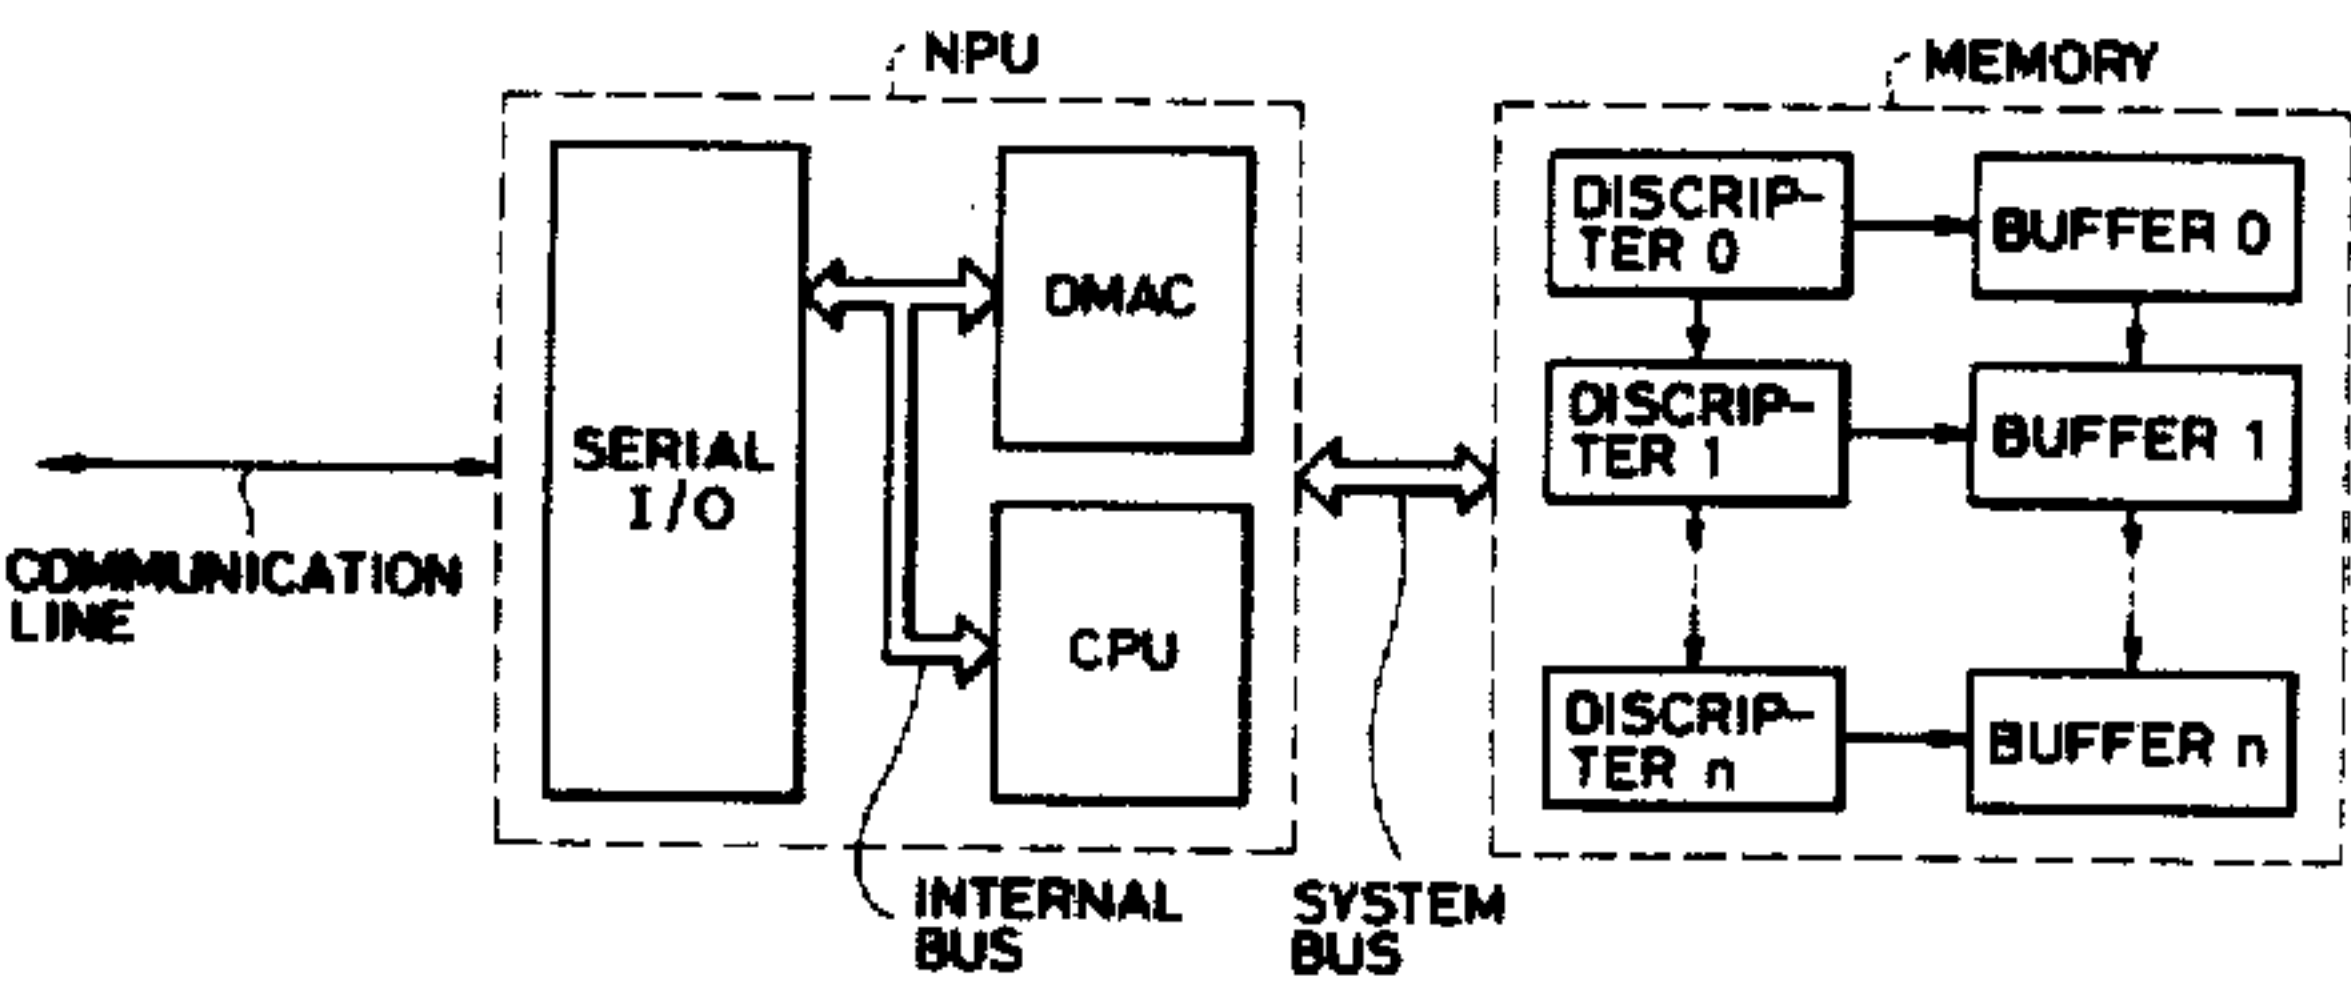 NPU
MEMORY
DISCRIP-
TER 0
BUFFER 0
DMAC
DISCRIP-
TER 1
BUFFER 1
SERIAL
I/O
COMMUNICATION
LINE
CPU
DISCRIP-
TER n
BUFFER n
INTERNAL
BUS
SYSTEM
BUS